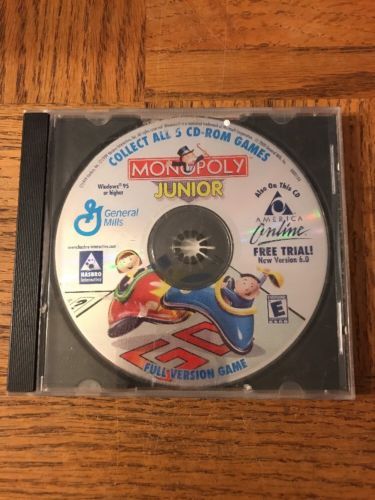 COLLECT ALL 5 CD-ROM GAMES
MONOPOLY
JUNIOR
Windows® 95
or higher
General
Mills
HASBRO
Interactive
Also On This CD
AMERICA
Online
FREE TRIAL!
New Version 6.0
E
FULL VERSION GAME